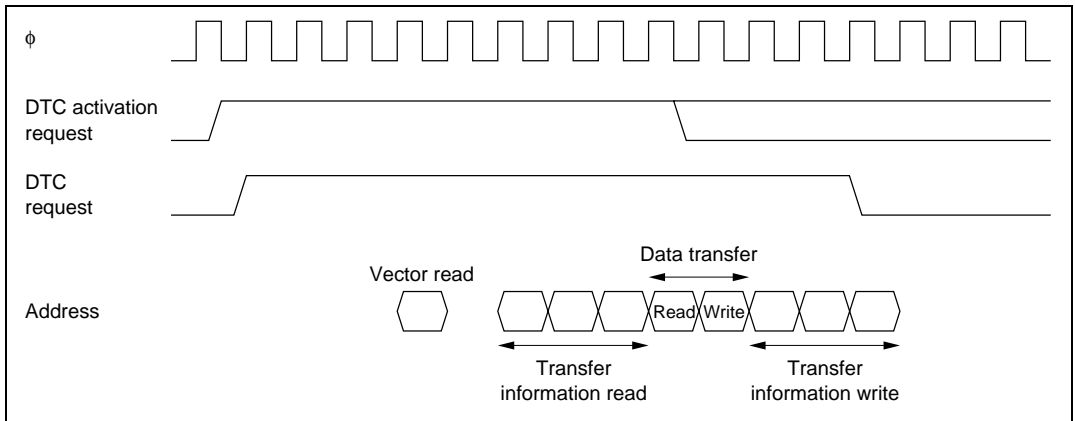 ϕ
DTC activation
request
DTC
request
Data transfer
Vector read
Address
Read
Write
Transfer
information read
Transfer
information write